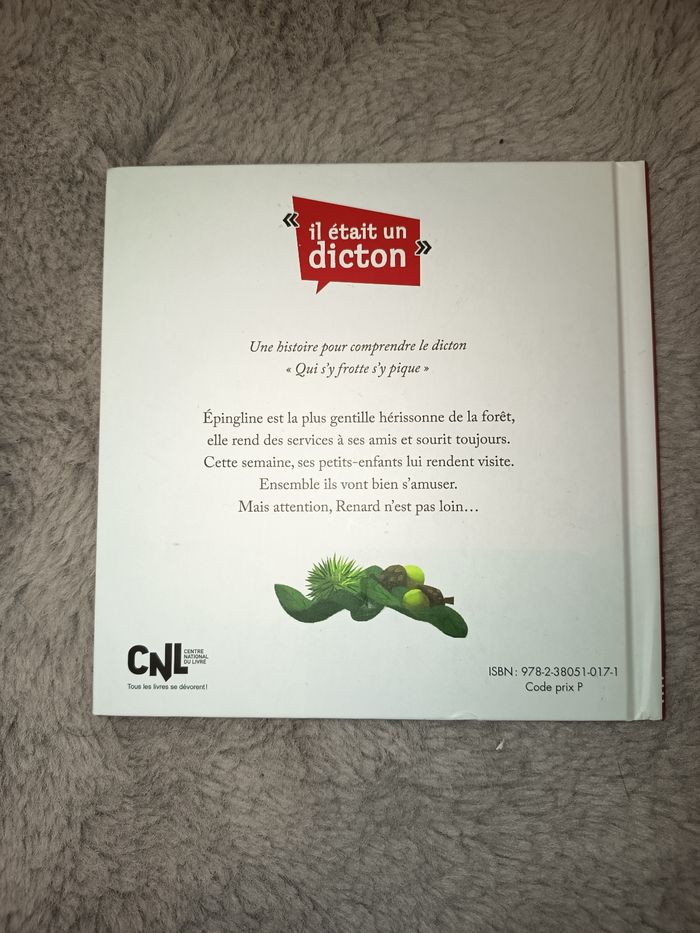 « il était un
dicton »
Une histoire pour comprendre le dicton
« Qui s'y frotte s'y pique »
Épingline est la plus gentille hérissonne de la forêt,
elle rend des services à ses amis et sourit toujours.
Cette semaine, ses petits-enfants lui rendent visite.
Ensemble ils vont bien s'amuser.
Mais attention, Renard n'est pas loin…
CNL
CENTRE
NATIONAL
DU LIVRE
Tous les livres se dévorent !
ISBN : 978-2-38051-017-1
Code prix P